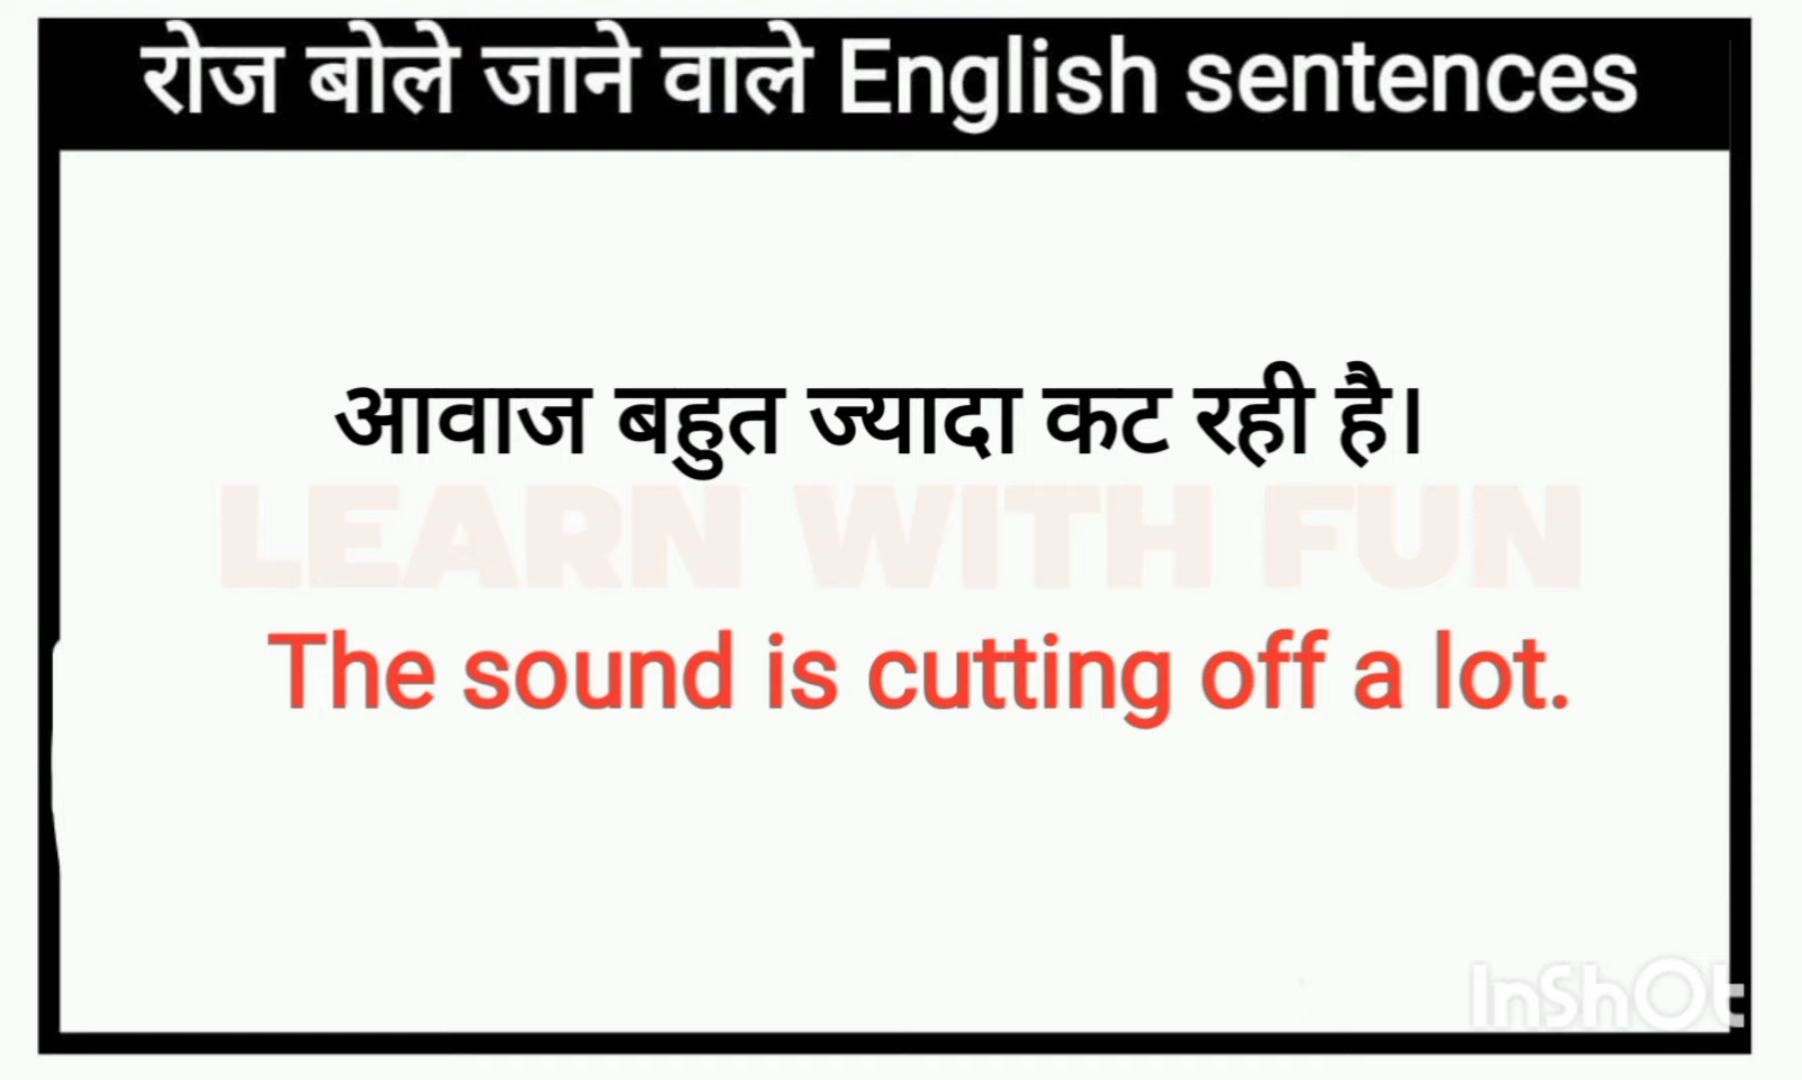 रोज बोले जाने वाले English sentences
आवाज बहुत ज्यादा कट रही है।
LEARN WITH FUN
The sound is cutting off a lot.
InShOt